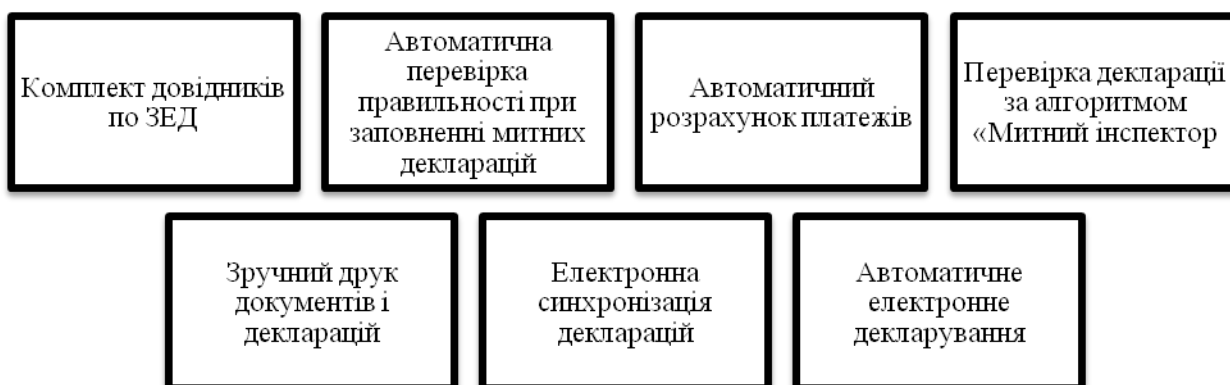 Комплект довідників
по ЗЕД
Автоматична
перевірка
правильності при
заповненні митних
декларацій
Автоматичний
розрахунок платежів
Перевірка декларації
за алгоритмом
«Митний інспектор
Зручний друк
документів і
декларацій
Електронна
синхронізація
декларацій
Автоматичне
електронне
декларування